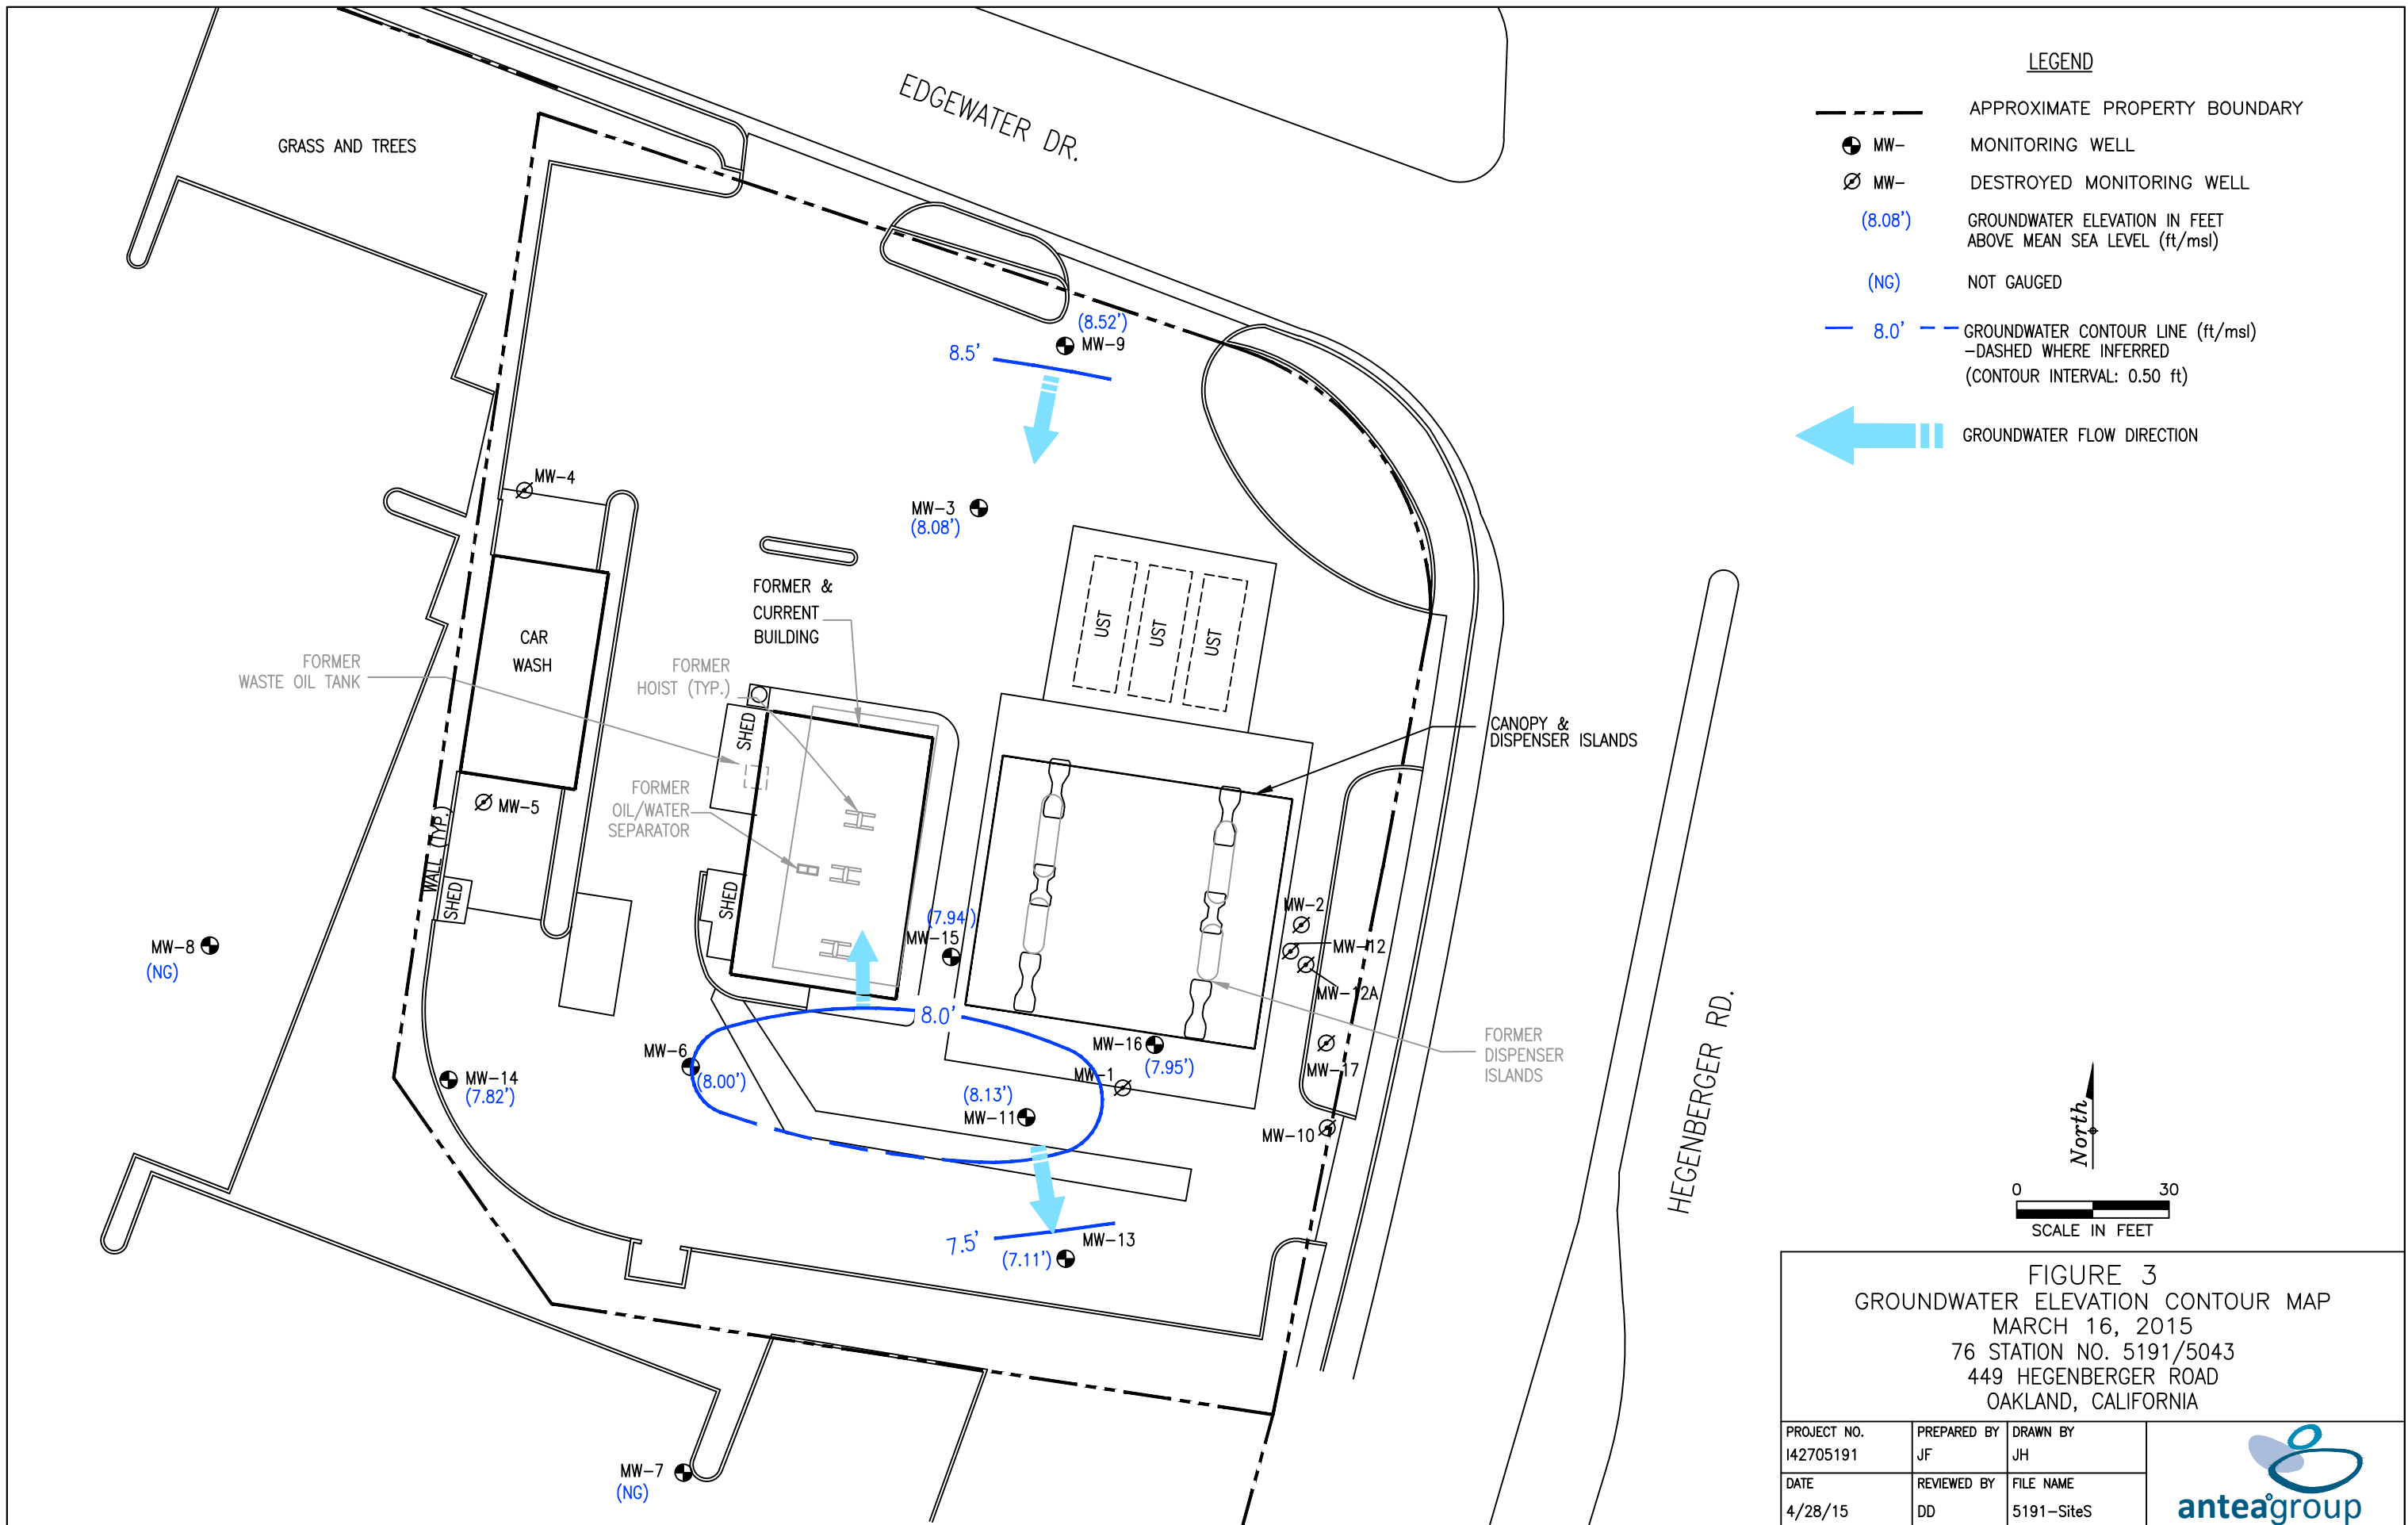 LEGEND
APPROXIMATE PROPERTY BOUNDARY
MW-
MONITORING WELL
MW-
DESTROYED MONITORING WELL
(8.08')
GROUNDWATER ELEVATION IN FEET
ABOVE MEAN SEA LEVEL (ft/msl)
(NG)
NOT GAUGED
8.0'
GROUNDWATER CONTOUR LINE (ft/msl)
-DASHED WHERE INFERRED
(CONTOUR INTERVAL: 0.50 ft)
GROUNDWATER FLOW DIRECTION
EDGEWATER DR.
GRASS AND TREES
(8.52')
MW-9
8.5'
MW-4
MW-3
(8.08')
FORMER &
CURRENT
BUILDING
UST
UST
UST
CAR
WASH
FORMER
WASTE OIL TANK
FORMER
HOIST (TYP.)
SHED
CANOPY &
DISPENSER ISLANDS
FORMER
OIL/WATER
SEPARATOR
MW-5
WALL (TYP.)
SHED
SHED
(7.94')
MW-15
MW-2
MW-12
MW-12A
MW-8
(NG)
8.0'
MW-6
(8.00')
MW-16
(7.95')
MW-1
MW-17
FORMER
DISPENSER
ISLANDS
HEGENBERGER RD.
MW-14
(7.82')
(8.13')
MW-11
MW-10
7.5'
MW-13
(7.11')
MW-7
(NG)
North
0 30
SCALE IN FEET
FIGURE 3
GROUNDWATER ELEVATION CONTOUR MAP
MARCH 16, 2015
76 STATION NO. 5191/5043
449 HEGENBERGER ROAD
OAKLAND, CALIFORNIA
PROJECT NO.
I42705191
PREPARED BY
JF
DRAWN BY
JH
DATE
4/28/15
REVIEWED BY
DD
FILE NAME
5191-SiteS
anteagroup